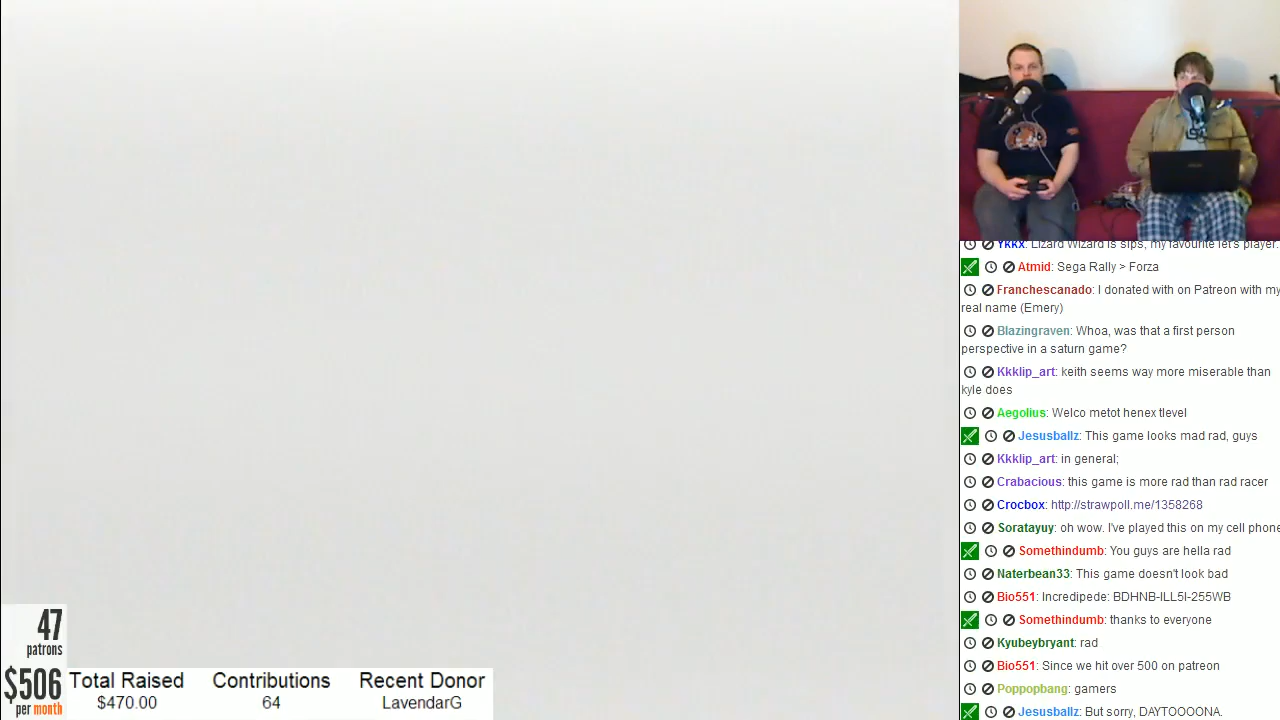 Ykkx: Lizard Wizard is sips, my favourite let's player.
Atmid: Sega Rally > Forza
Franchescanado: I donated with on Patreon with my
real name (Emery)
Blazingraven: Whoa, was that a first person
perspective in a saturn game?
Kkklip_art: keith seems way more miserable than
kyle does
Aegolius: Welco metot henex tlevel
Jesusballz: This game looks mad rad, guys
Kkklip_art: in general;
Crabacious: this game is more rad than rad racer
Crocbox: http://strawpoll.me/1358268
Soratayuy: oh wow. I've played this on my cell phone
Somethindumb: You guys are hella rad
Naterbean33: This game doesn't look bad
Bio551: Incredipede: BDHNB-ILL5I-255WB
Somethindumb: thanks to everyone
Kyubeybryant: rad
Bio551: Since we hit over 500 on patreon
Poppopbang: gamers
Jesusballz: But sorry, DAYTOOOONA.
47
patrons
$506
per month
Total Raised Contributions Recent Donor
$470.00 64 LavendarG